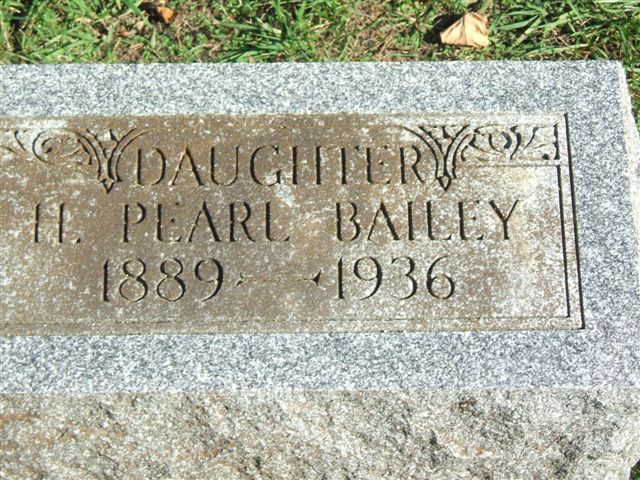 DAUGHTER
H. PEARL BAILEY
1889 — 1936